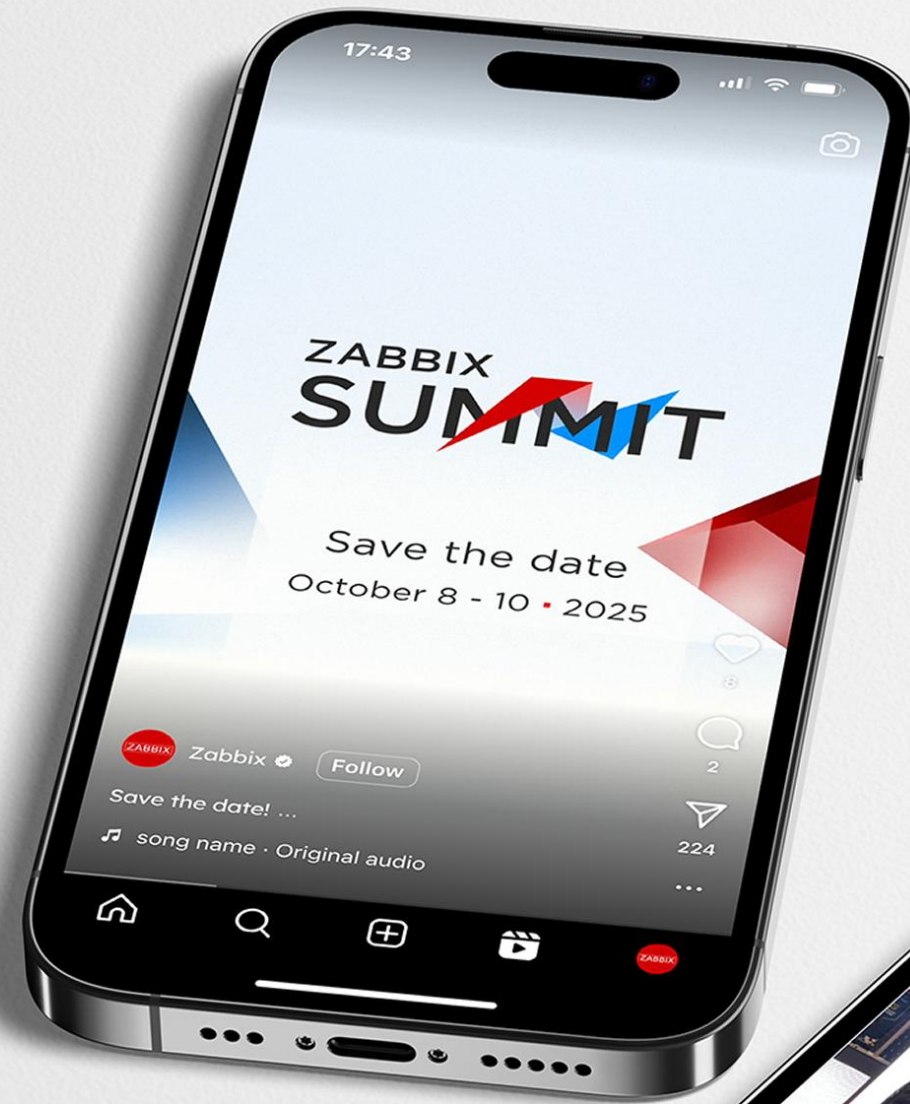 17:43
ZABBIX
SUMMIT
Save the date
October 8 - 10 • 2025
8
2
224
ZABBIX
Zabbix
Follow
Save the date! ...
song name · Original audio
ZABBIX